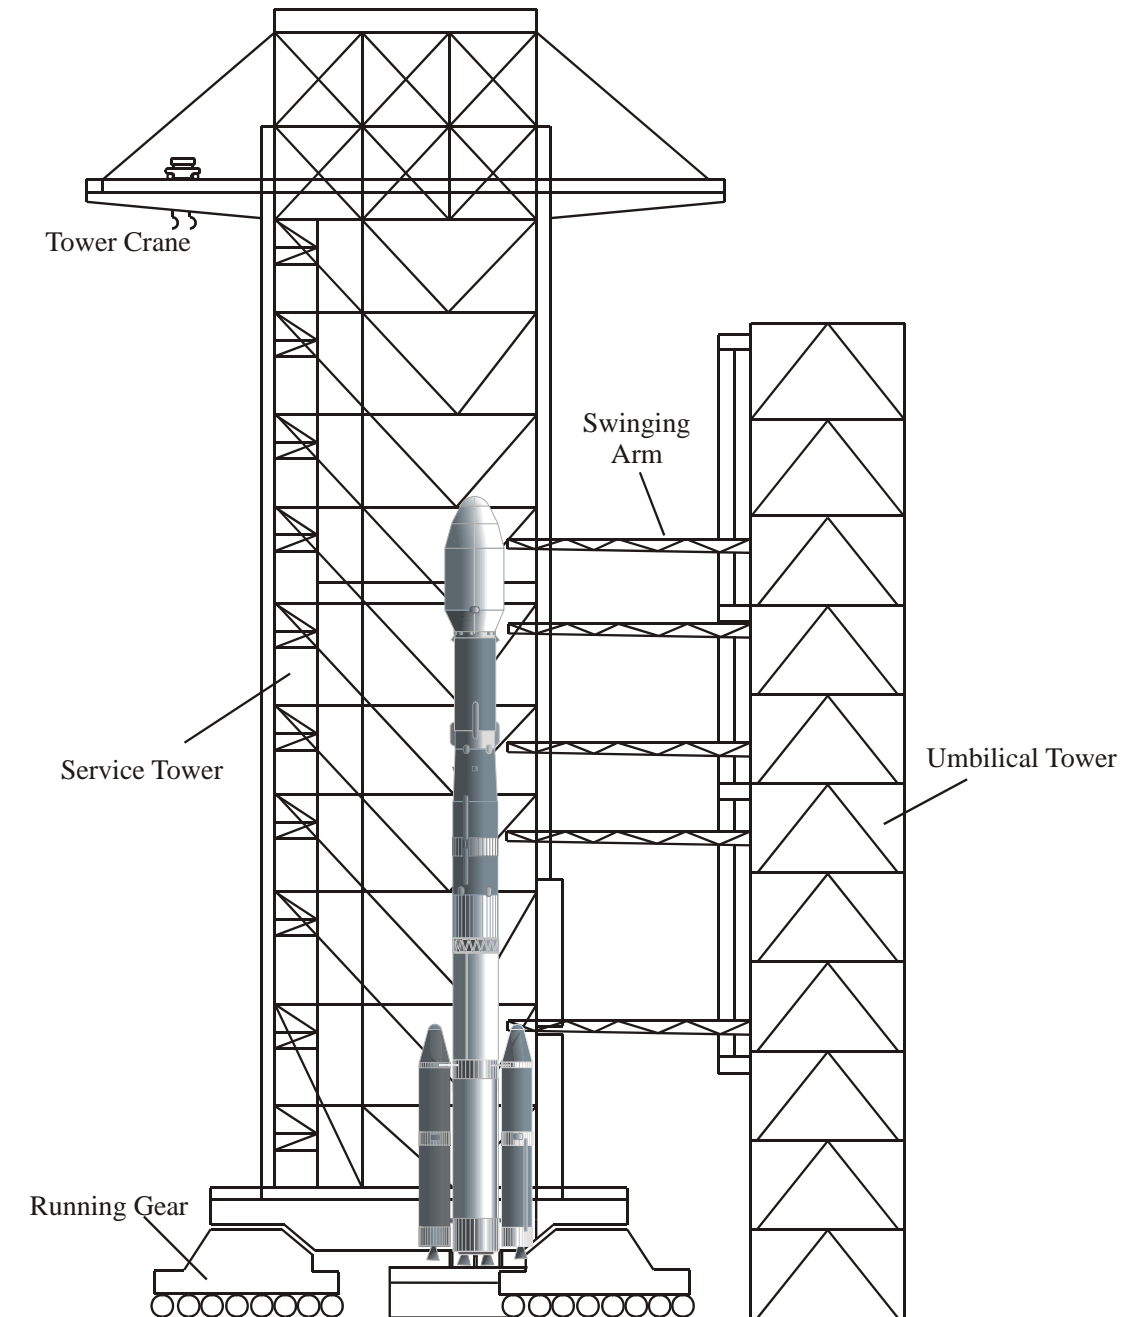 Tower Crane
Swinging
Arm
Service Tower
Umbilical Tower
Running Gear